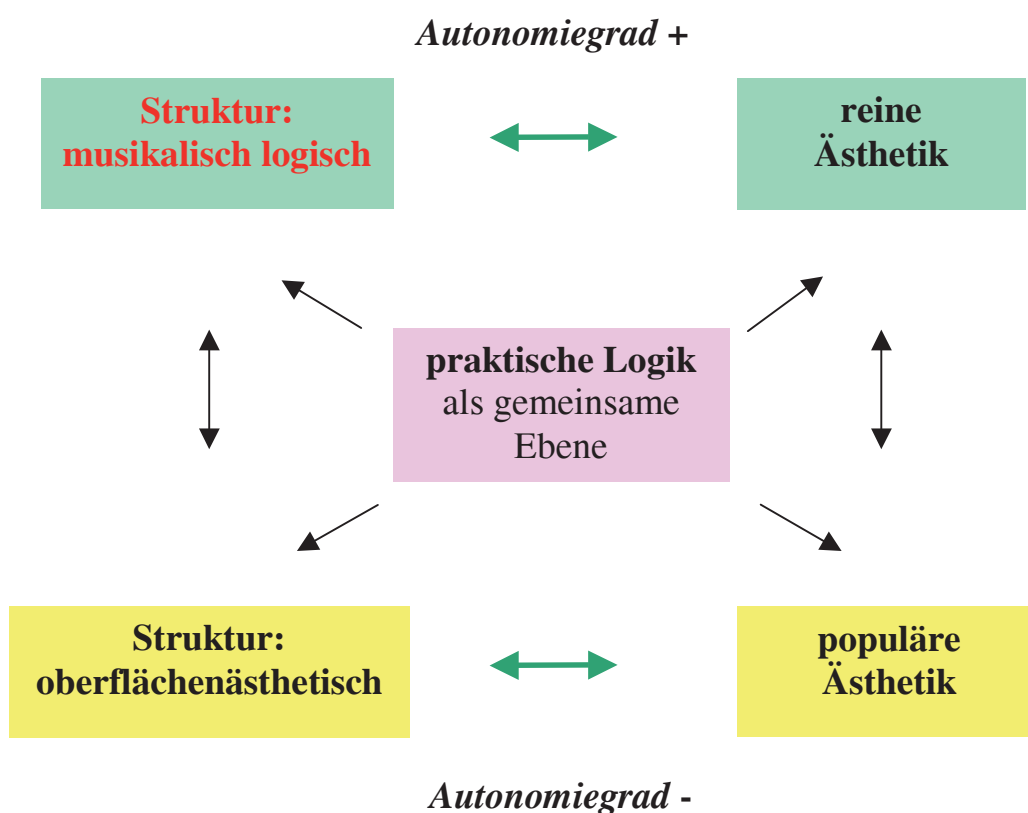 Autonomiegrad +
Struktur:
musikalisch logisch
reine
Ästhetik
praktische Logik
als gemeinsame
Ebene
Struktur:
oberflächenästhetisch
populäre
Ästhetik
Autonomiegrad -